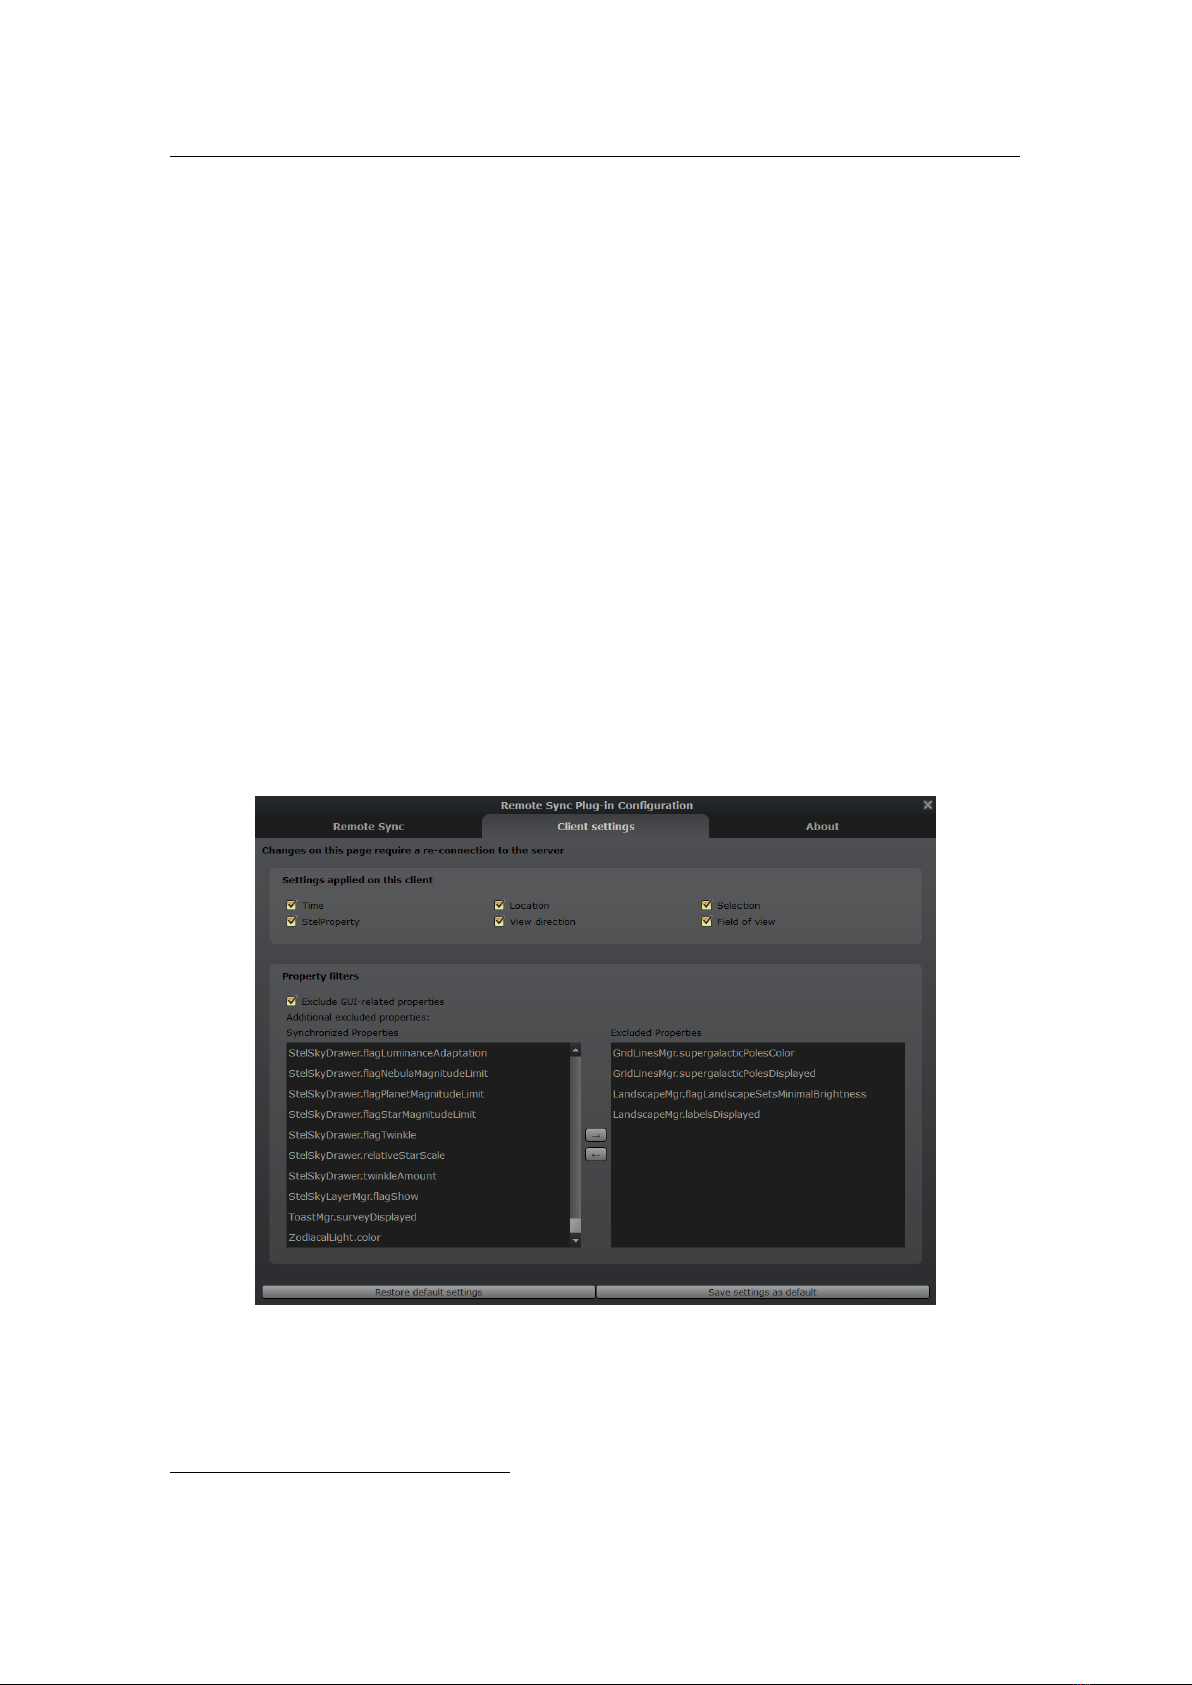 Remote Sync Plug-in Configuration
Remote Sync Client settings About
Changes on this page require a re-connection to the server
Settings applied on this client
Time Location Selection
StelProperty View direction Field of view
Property filters
Exclude GUI-related properties
Additional excluded properties:
Synchronized Properties Excluded Properties
StelSkyDrawer.flagLuminanceAdaptation GridLinesMgr.supergalacticPolesColor
StelSkyDrawer.flagNebulaMagnitudeLimit GridLinesMgr.supergalacticPolesDisplayed
StelSkyDrawer.flagPlanetMagnitudeLimit LandscapeMgr.flagLandscapeSetsMinimalBrightness
StelSkyDrawer.flagStarMagnitudeLimit LandscapeMgr.labelsDisplayed
StelSkyDrawer.flagTwinkle
StelSkyDrawer.relativeStarScale
StelSkyDrawer.twinkleAmount
StelSkyLayerMgr.flagShow
ToastMgr.surveyDisplayed
ZodiacalLight.color
Restore default settings Save settings as default